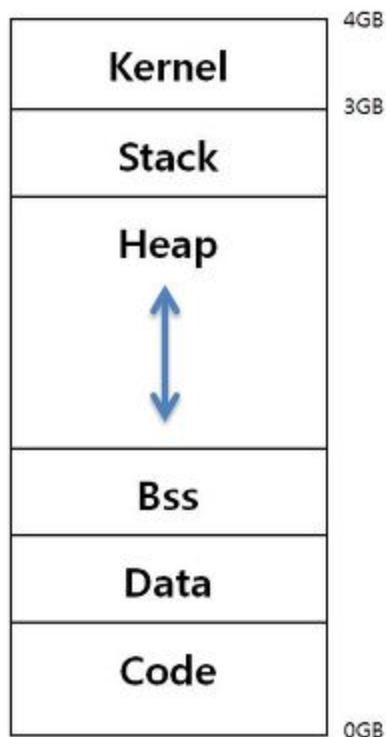 4GB
Kernel
3GB
Stack
Heap
Bss
Data
Code
0GB